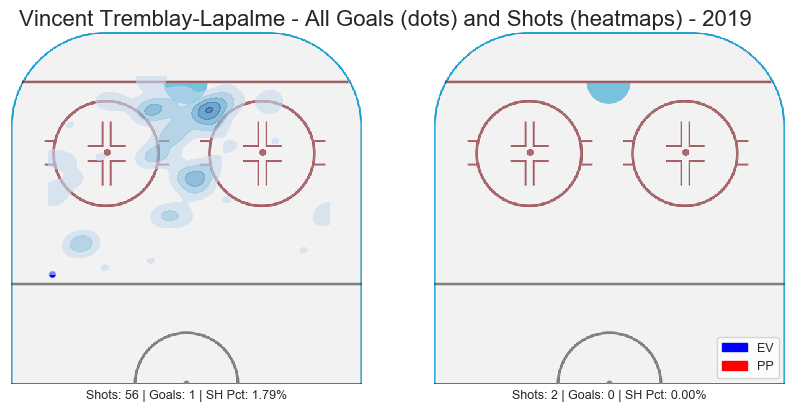 Vincent Tremblay-Lapalme - All Goals (dots) and Shots (heatmaps) - 2019
EV
PP
Shots: 56 | Goals: 1 | SH Pct: 1.79%
Shots: 2 | Goals: 0 | SH Pct: 0.00%